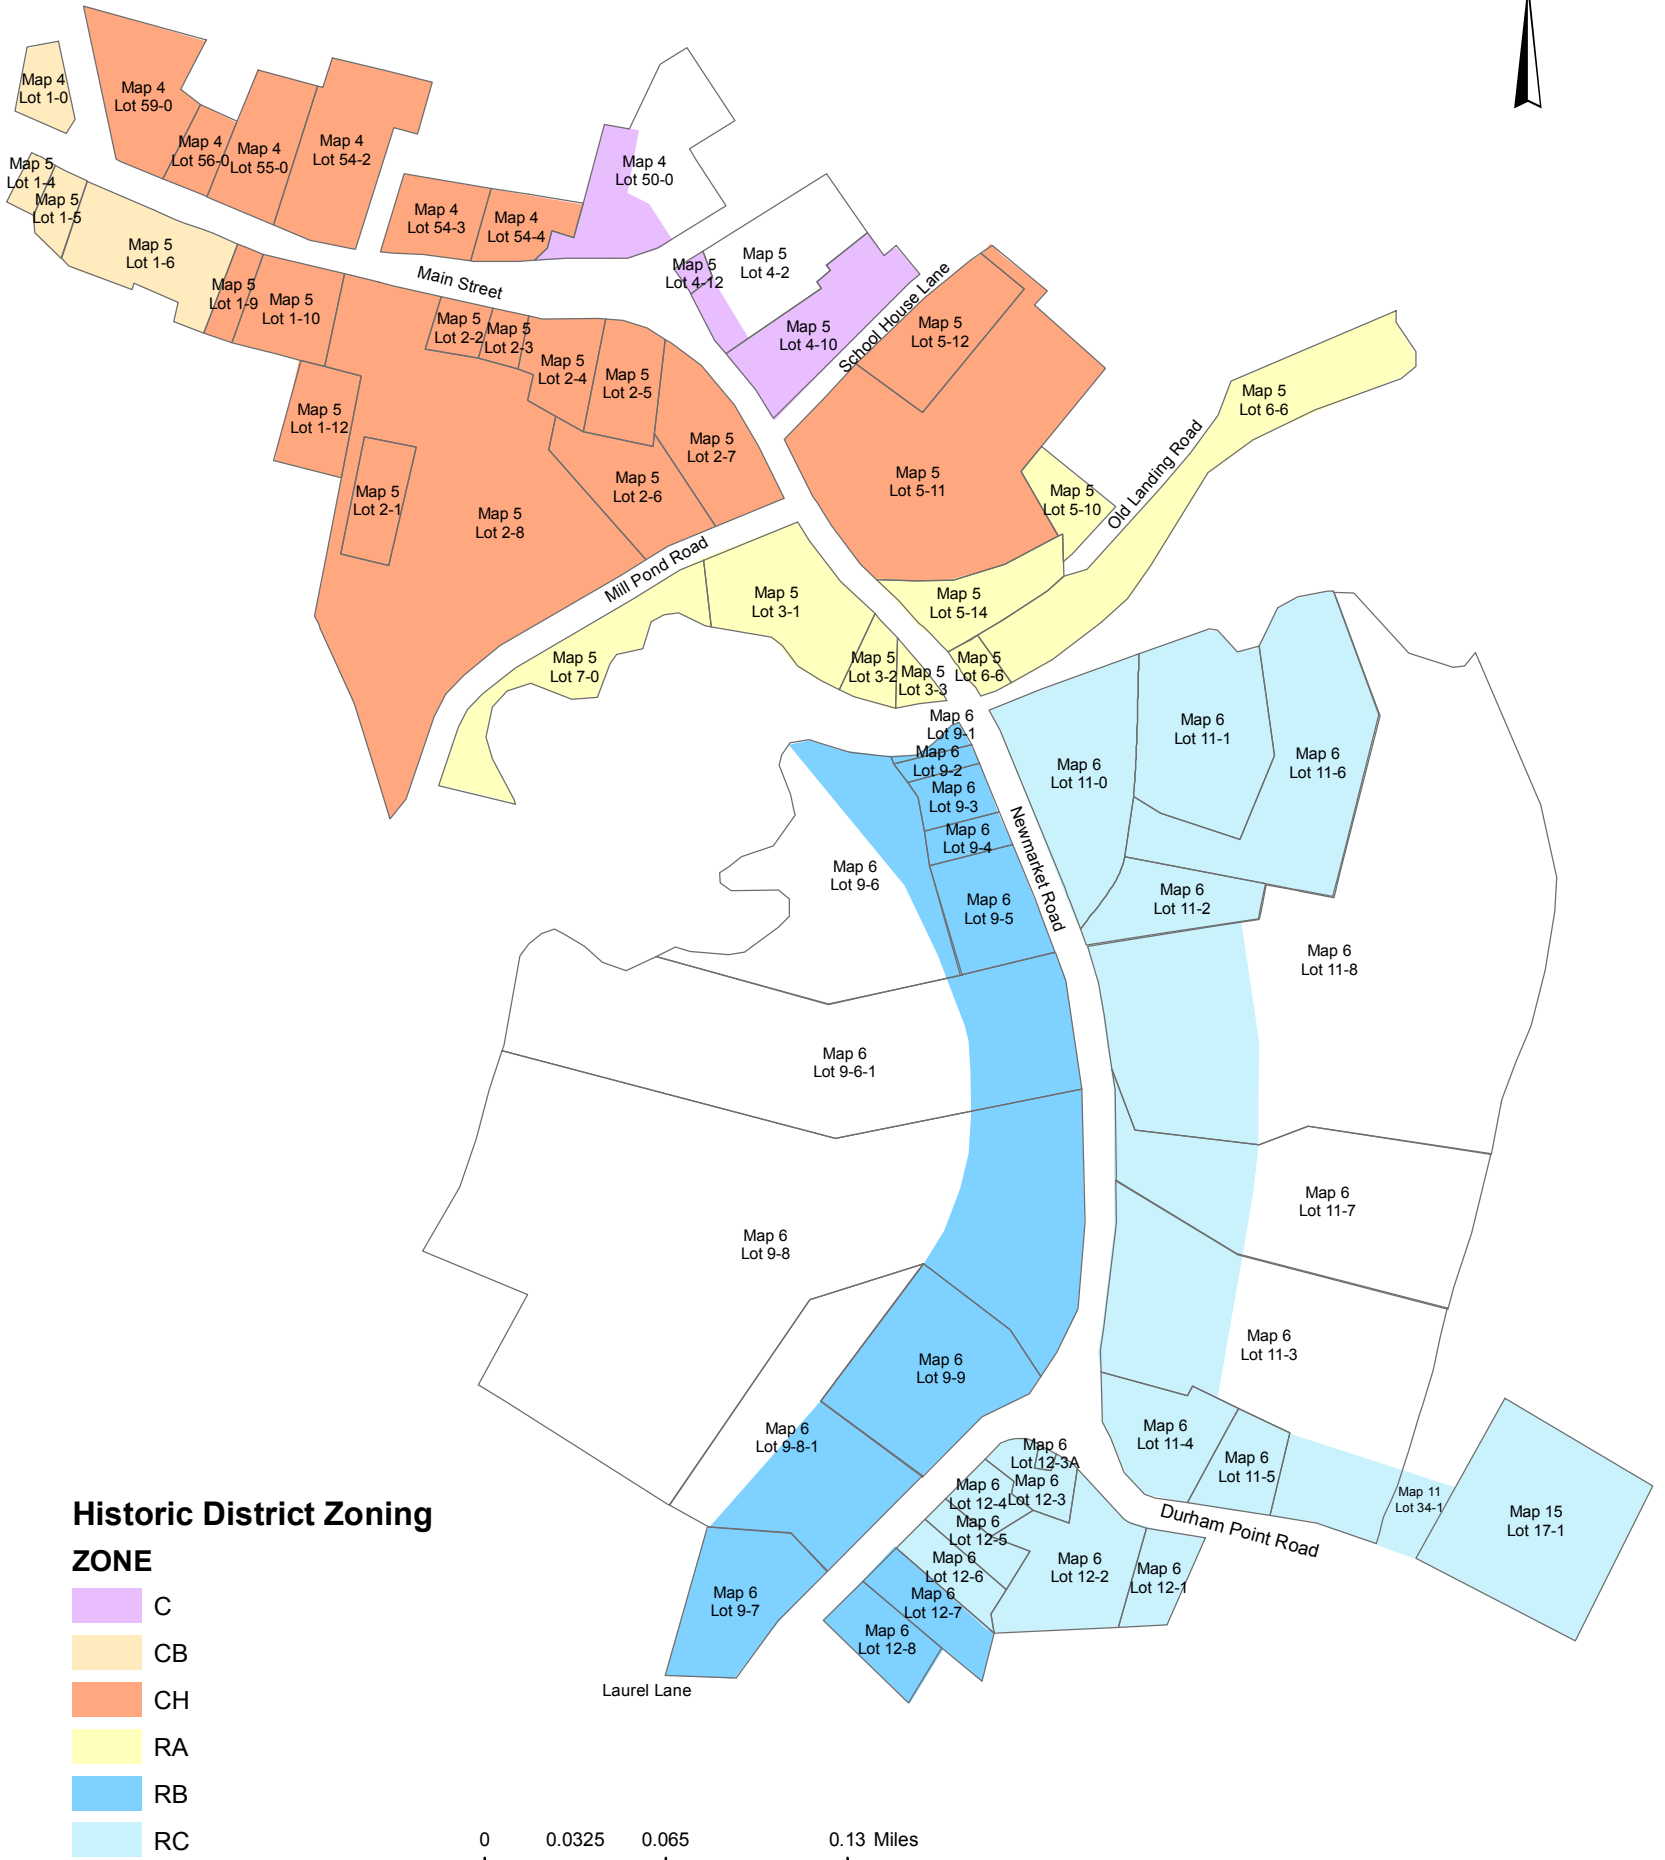 Map 4
Lot 1-0
Map 4
Lot 59-0
Map 4
Lot 56-0
Map 4
Lot 55-0
Map 4
Lot 54-2
Map 4
Lot 54-3
Map 4
Lot 54-4
Map 4
Lot 50-0
Map 5
Lot 1-4
Map 5
Lot 1-5
Map 5
Lot 1-6
Map 5
Lot 1-9
Map 5
Lot 1-10
Main Street
Map 5
Lot 4-12
Map 5
Lot 4-2
Map 5
Lot 4-10
School House Lane
Map 5
Lot 5-12
Map 5
Lot 2-2
Map 5
Lot 2-3
Map 5
Lot 2-4
Map 5
Lot 2-5
Map 5
Lot 1-12
Map 5
Lot 2-7
Map 5
Lot 2-6
Map 5
Lot 2-1
Map 5
Lot 2-8
Map 5
Lot 5-11
Map 5
Lot 5-10
Old Landing Road
Map 5
Lot 6-6
Mill Pond Road
Map 5
Lot 3-1
Map 5
Lot 5-14
Map 5
Lot 7-0
Map 5
Lot 3-2
Map 5
Lot 3-3
Map 5
Lot 6-6
Map 6
Lot 9-1
Map 6
Lot 9-2
Map 6
Lot 9-3
Map 6
Lot 9-4
Map 6
Lot 9-5
Map 6
Lot 9-6
Newmarket Road
Map 6
Lot 11-0
Map 6
Lot 11-1
Map 6
Lot 11-6
Map 6
Lot 11-2
Map 6
Lot 11-8
Map 6
Lot 9-6-1
Map 6
Lot 11-7
Map 6
Lot 9-8
Map 6
Lot 11-3
Map 6
Lot 9-9
Map 6
Lot 9-8-1
Map 6
Lot 11-4
Map 6
Lot 11-5
Map 11
Lot 34-1
Map 15
Lot 17-1
Map 6
Lot 12-3A
Map 6
Lot 12-3
Map 6
Lot 12-4
Map 6
Lot 12-5
Map 6
Lot 12-6
Map 6
Lot 12-2
Map 6
Lot 12-1
Durham Point Road
Map 6
Lot 12-7
Map 6
Lot 12-8
Map 6
Lot 9-7
Laurel Lane
Historic District Zoning
ZONE
C
CB
CH
RA
RB
RC
0 0.0325 0.065 0.13 Miles